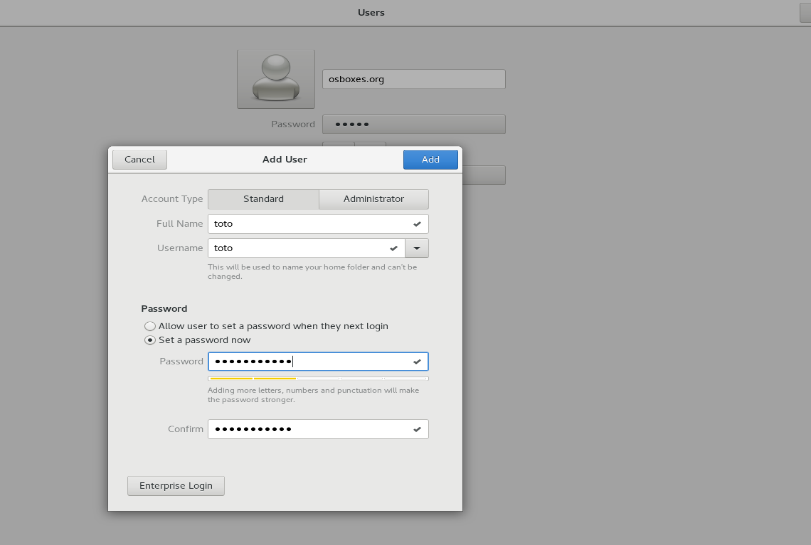 Users
osboxes.org
Password •••••
Cancel Add User Add
Account Type Standard Administrator
Full Name toto
Username toto
This will be used to name your home folder and can't be
changed.
Password
Allow user to set a password when they next login
Set a password now
Password •••••••••••
Adding more letters, numbers and punctuation will make
the password stronger.
Confirm •••••••••••
Enterprise Login